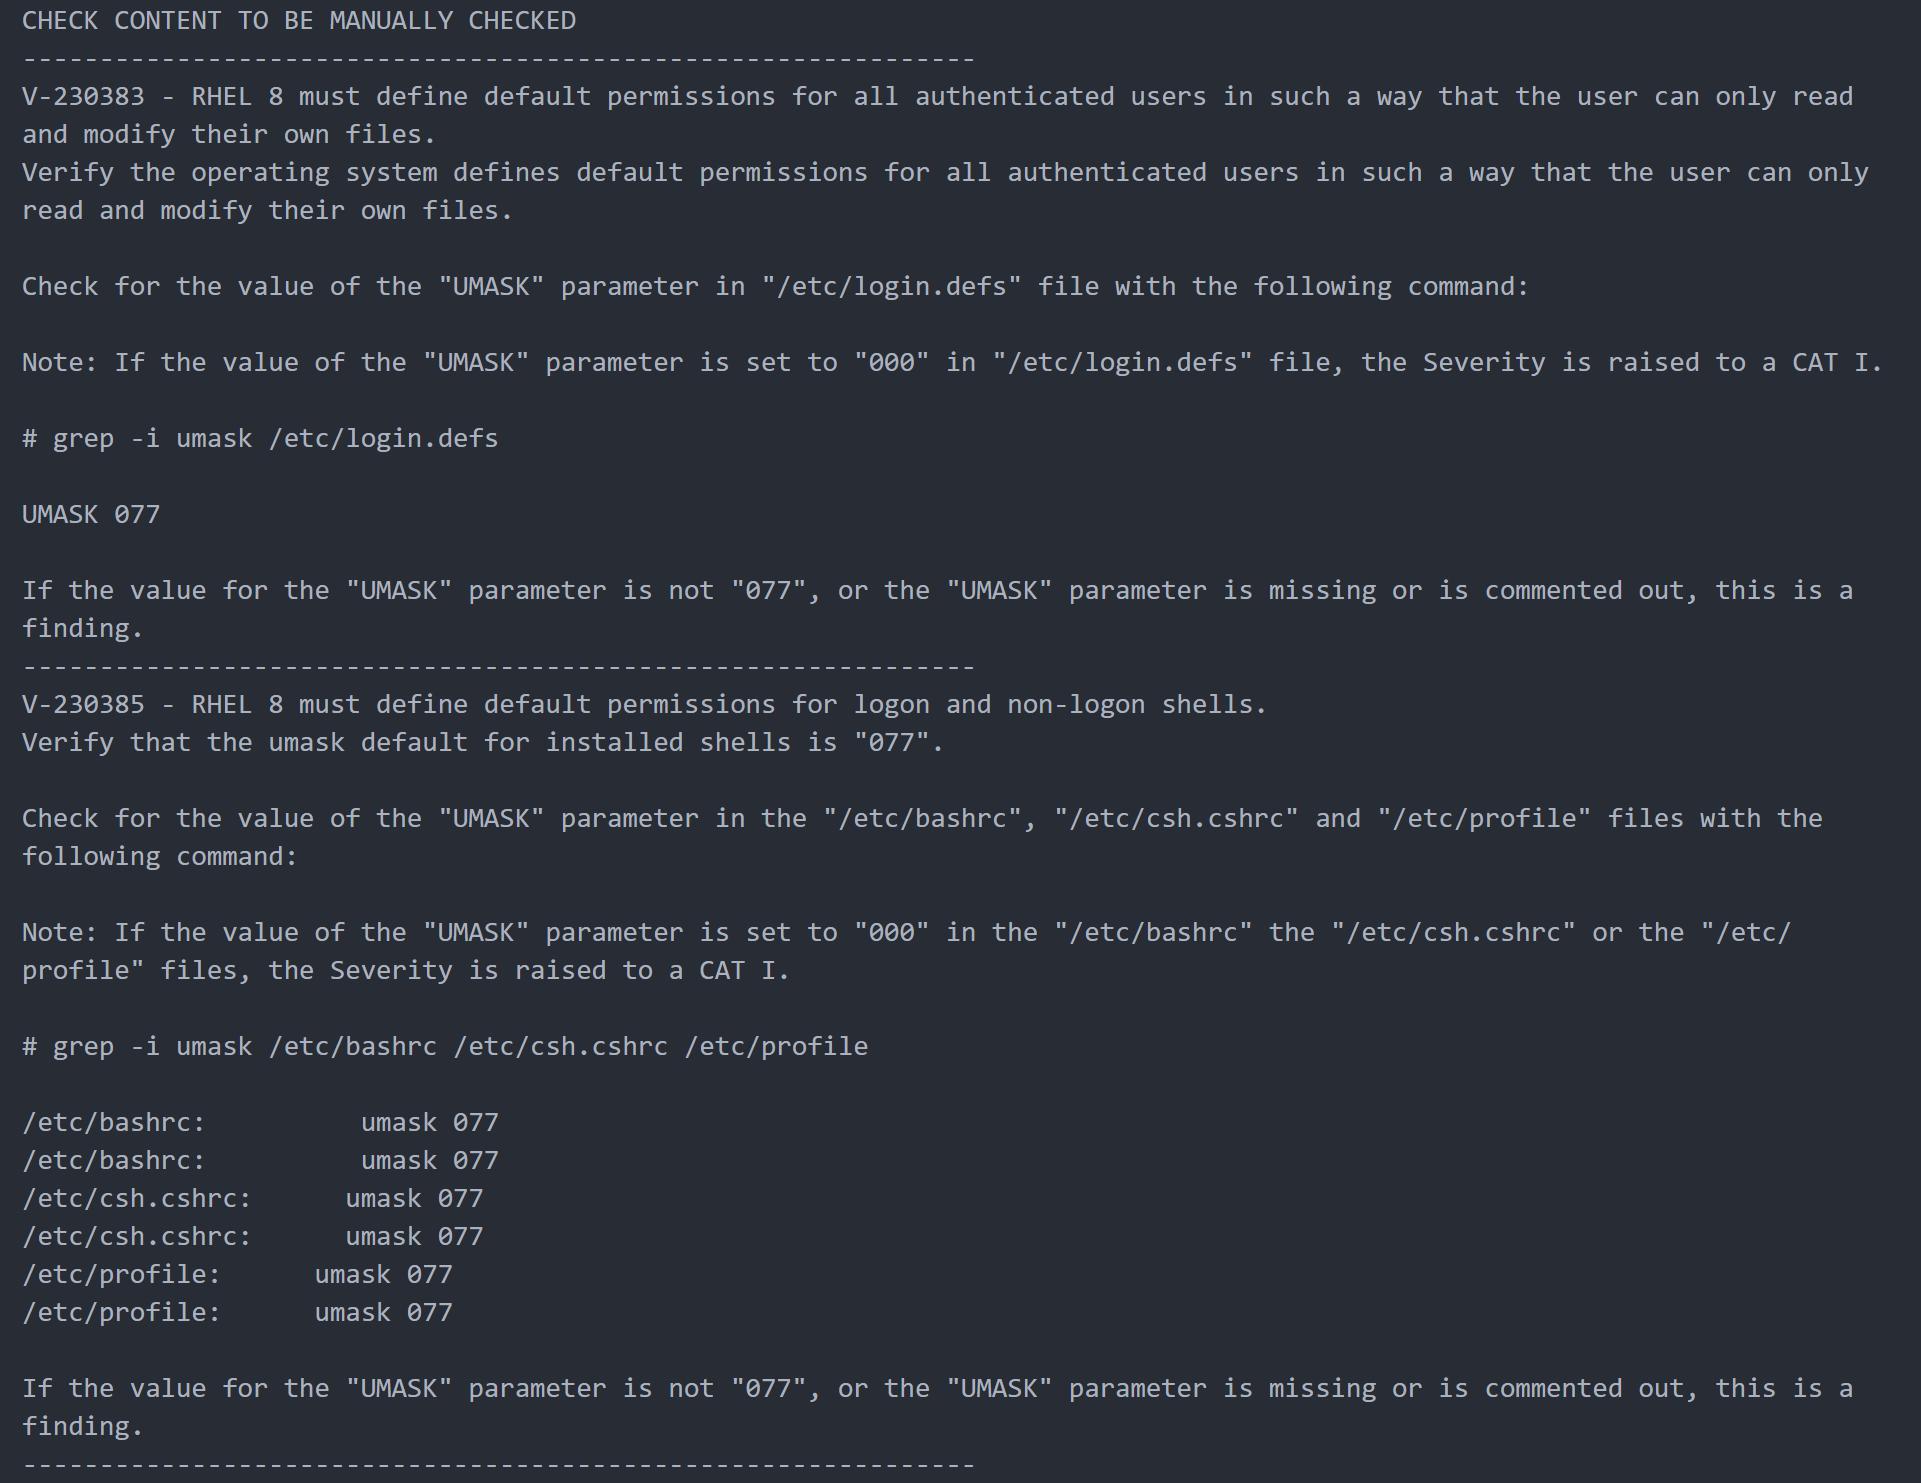 CHECK CONTENT TO BE MANUALLY CHECKED
--------------------------------------------------------------
V-230383 - RHEL 8 must define default permissions for all authenticated users in such a way that the user can only read
and modify their own files.
Verify the operating system defines default permissions for all authenticated users in such a way that the user can only
read and modify their own files.

Check for the value of the "UMASK" parameter in "/etc/login.defs" file with the following command:

Note: If the value of the "UMASK" parameter is set to "000" in "/etc/login.defs" file, the Severity is raised to a CAT I.

# grep -i umask /etc/login.defs

UMASK 077

If the value for the "UMASK" parameter is not "077", or the "UMASK" parameter is missing or is commented out, this is a
finding.
--------------------------------------------------------------
V-230385 - RHEL 8 must define default permissions for logon and non-logon shells.
Verify that the umask default for installed shells is "077".

Check for the value of the "UMASK" parameter in the "/etc/bashrc", "/etc/csh.cshrc" and "/etc/profile" files with the
following command:

Note: If the value of the "UMASK" parameter is set to "000" in the "/etc/bashrc" the "/etc/csh.cshrc" or the "/etc/
profile" files, the Severity is raised to a CAT I.

# grep -i umask /etc/bashrc /etc/csh.cshrc /etc/profile

/etc/bashrc:          umask 077
/etc/bashrc:          umask 077
/etc/csh.cshrc:      umask 077
/etc/csh.cshrc:      umask 077
/etc/profile:      umask 077
/etc/profile:      umask 077

If the value for the "UMASK" parameter is not "077", or the "UMASK" parameter is missing or is commented out, this is a
finding.
--------------------------------------------------------------